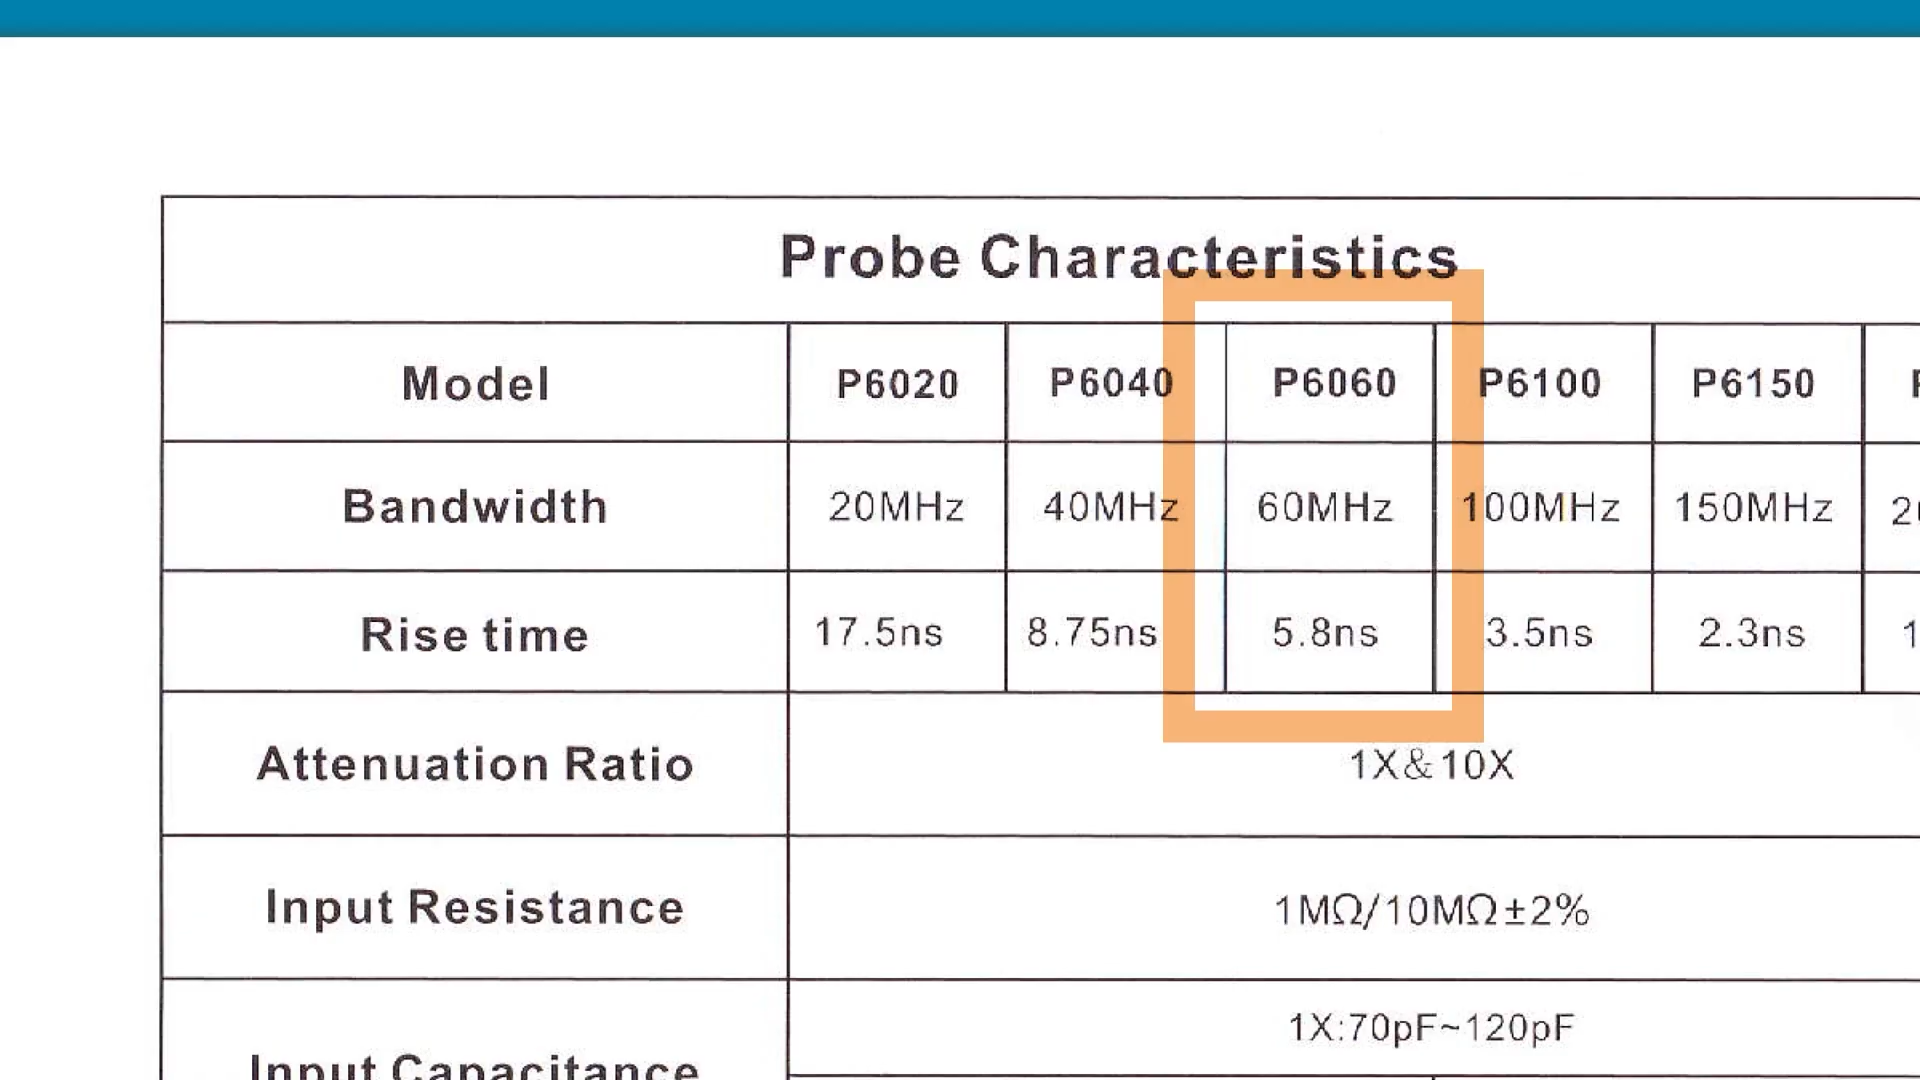 Probe Characteristics
Model P6020 P6040 P6060 P6100 P6150
Bandwidth 20MHz 40MHz 60MHz 100MHz 150MHz
Rise time 17.5ns 8.75ns 5.8ns 3.5ns 2.3ns
Attenuation Ratio 1X&10X
Input Resistance 1MΩ/10MΩ±2%
1X:70pF~120pF
Input Capacitance